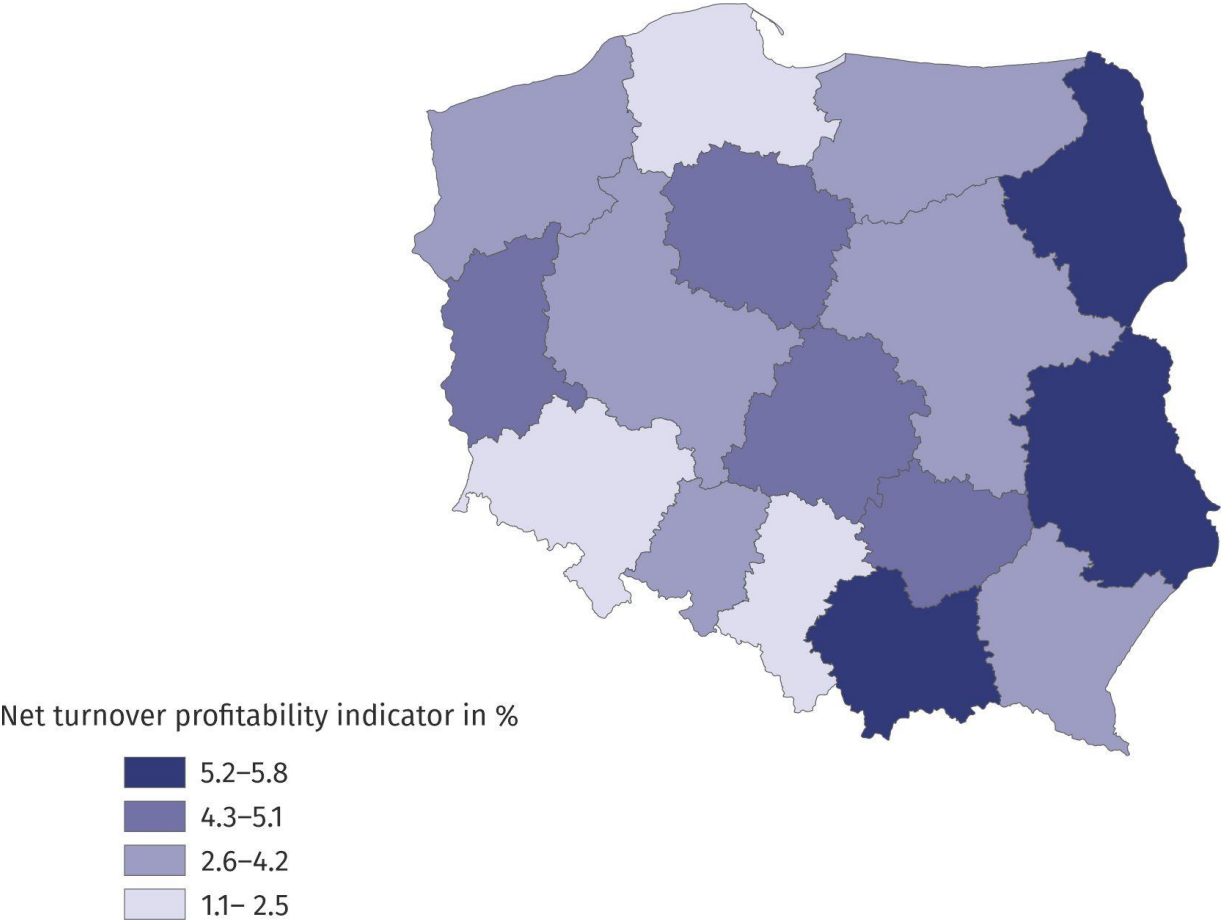 Net turnover profitability indicator in %
5.2–5.8
4.3–5.1
2.6–4.2
1.1– 2.5